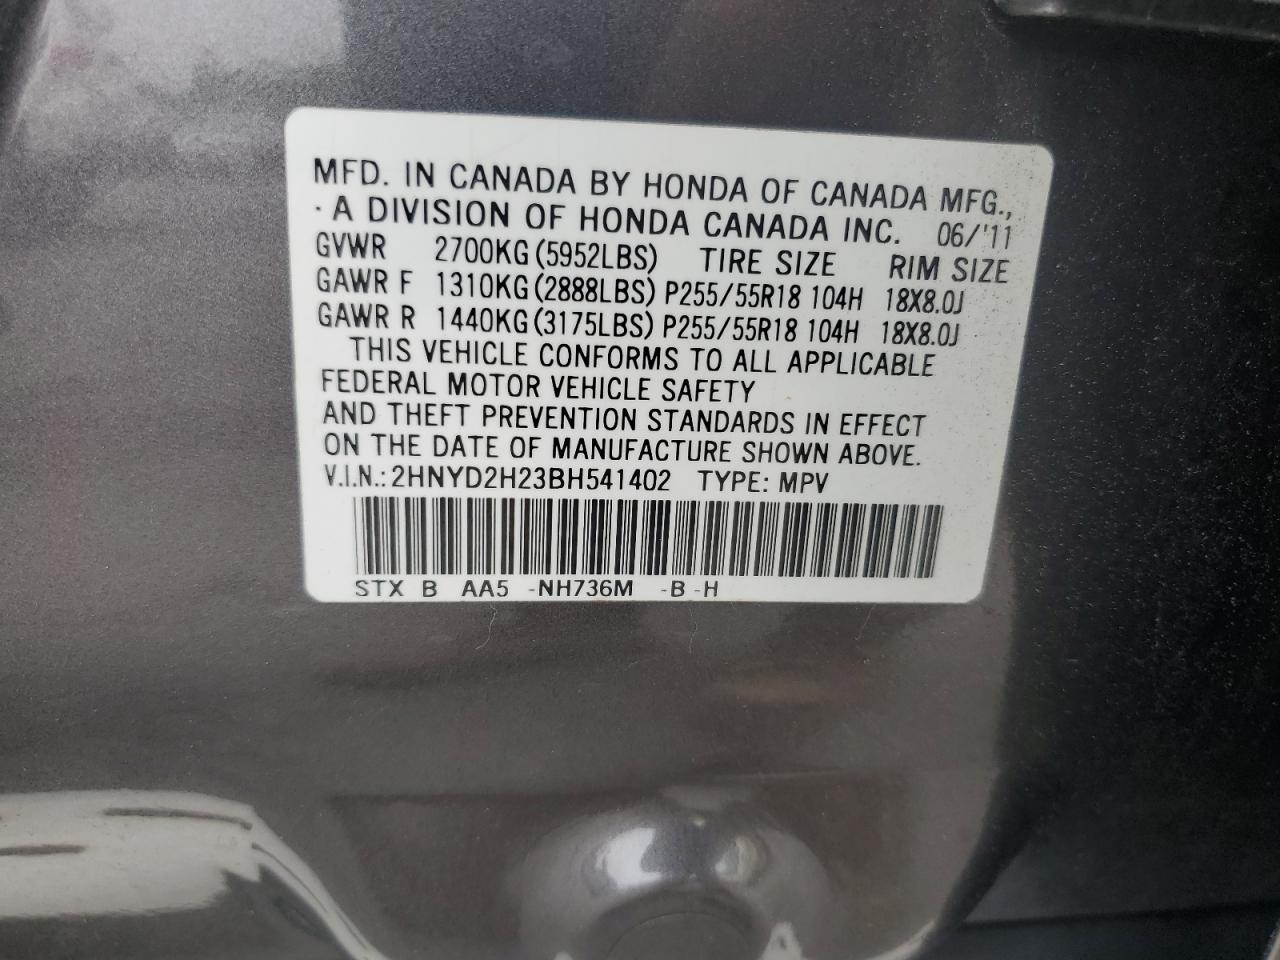 MFD. IN CANADA BY HONDA OF CANADA MFG.,
· A DIVISION OF HONDA CANADA INC. 06/'11
GVWR 2700KG (5952LBS) TIRE SIZE RIM SIZE
GAWR F 1310KG (2888LBS) P255/55R18 104H 18X8.0J
GAWR R 1440KG (3175LBS) P255/55R18 104H 18X8.0J
THIS VEHICLE CONFORMS TO ALL APPLICABLE
FEDERAL MOTOR VEHICLE SAFETY
AND THEFT PREVENTION STANDARDS IN EFFECT
ON THE DATE OF MANUFACTURE SHOWN ABOVE.
V.I.N.: 2HNYD2H23BH541402 TYPE: MPV
STX B AA5 -NH736M -B -H